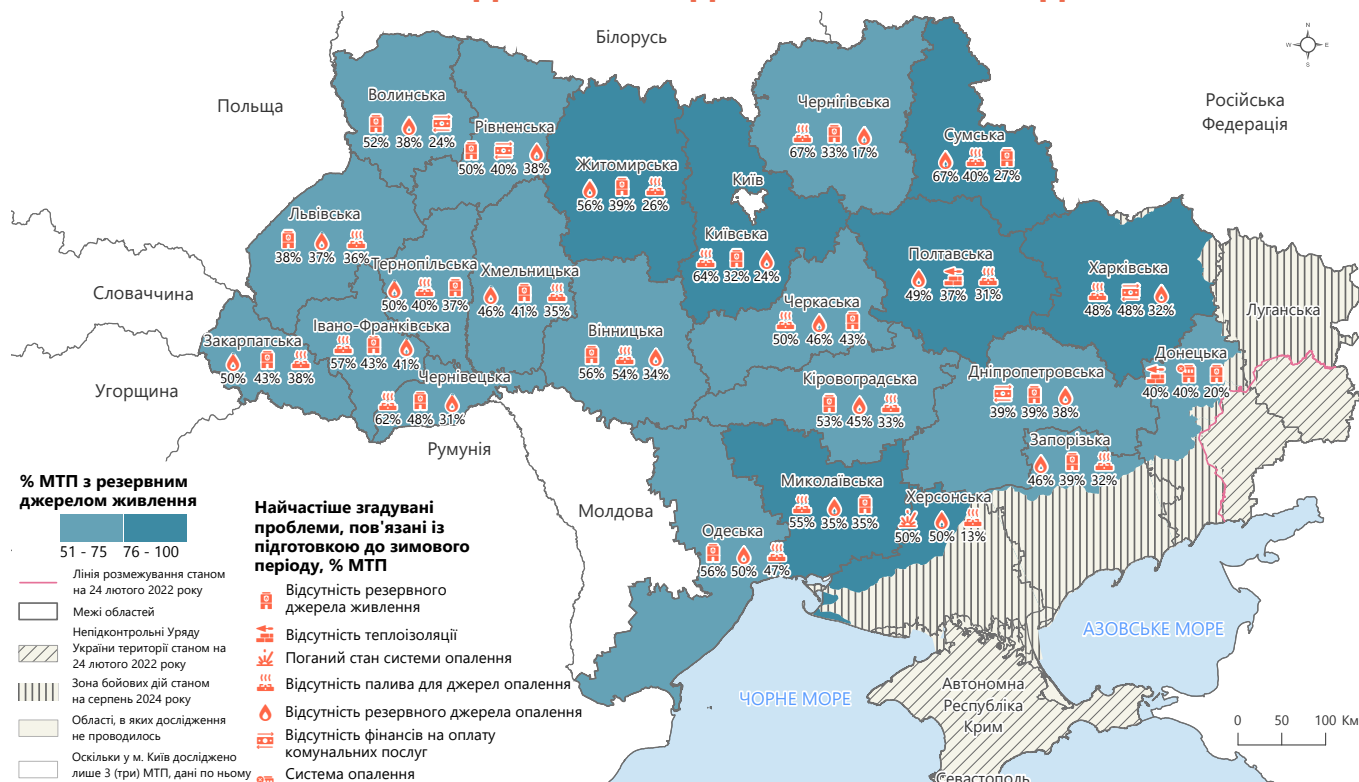 Білорусь
N
W
E
S
Польща
Російська
Федерація
Волинська
52% 38% 24%
Рівненська
50% 40% 38%
Житомирська
56% 39% 26%
Київ
Київська
64% 32% 24%
Чернігівська
67% 33% 17%
Сумська
67% 40% 27%
Львівська
38% 37% 36%
Тернопільська
50% 40% 37%
Хмельницька
46% 41% 35%
Полтавська
49% 37% 31%
Харківська
48% 48% 32%
Луганська
Словаччина
Закарпатська
50% 43% 38%
Івано-Франківська
57% 43% 41%
Вінницька
56% 54% 34%
Черкаська
50% 46% 43%
Донецька
40% 40% 20%
Угорщина
Чернівецька
62% 48% 31%
Кіровоградська
53% 45% 33%
Дніпропетровська
39% 39% 38%
Запорізька
46% 39% 32%
Румунія
Молдова
Миколаївська
55% 35% 35%
Херсонська
50% 50% 13%
Одеська
56% 50% 47%
АЗОВСЬКЕ МОРЕ
ЧОРНЕ МОРЕ
Автономна
Республіка
Крим
Севастополь
0 50 100 Км
% МТП з резервним
джерелом живлення
51 - 75 76 - 100
Лінія розмежування станом
на 24 лютого 2022 року
Межі областей
Непідконтрольні Уряду
України території станом на
24 лютого 2022 року
Зона бойових дій станом
на серпень 2024 року
Області, в яких дослідження
не проводилось
Оскільки у м. Київ досліджено
лише 3 (три) МТП, дані по ньому
Найчастіше згадувані
проблеми, пов'язані із
підготовкою до зимового
періоду, % МТП
Відсутність резервного
джерела живлення
Відсутність теплоізоляції
Поганий стан системи опалення
Відсутність палива для джерел опалення
Відсутність резервного джерела опалення
Відсутність фінансів на оплату
комунальних послуг
Система опалення